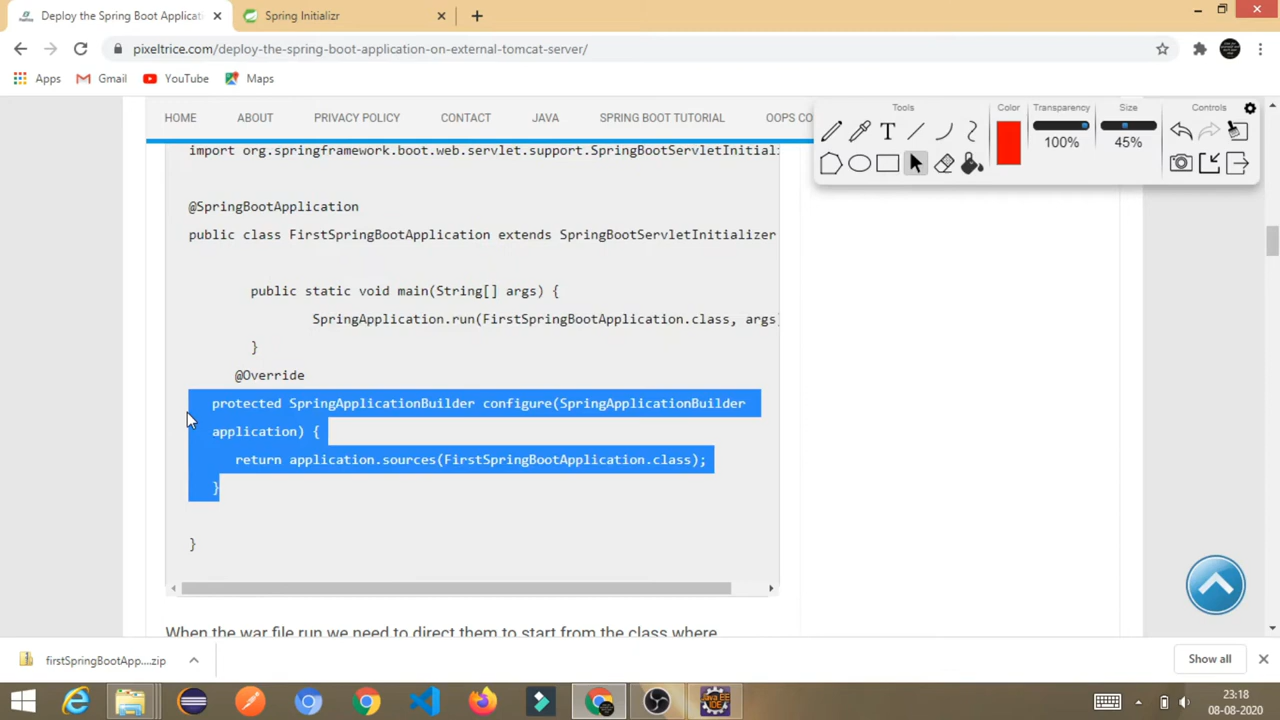 Deploy the Spring Boot Applicati
Spring Initializr
pixeltrice.com/deploy-the-spring-boot-application-on-external-tomcat-server/
Apps
Gmail
YouTube
Maps
HOME
ABOUT
PRIVACY POLICY
CONTACT
JAVA
SPRING BOOT TUTORIAL
OOPS CO
Tools
Color
Transparency
Size
Controls
100%
45%
import org.springframework.boot.web.servlet.support.SpringBootServletInitial
@SpringBootApplication
public class FirstSpringBootApplication extends SpringBootServletInitializer
public static void main(String[] args) {
SpringApplication.run(FirstSpringBootApplication.class, args)
}
@Override
protected SpringApplicationBuilder configure(SpringApplicationBuilder
application) {
return application.sources(FirstSpringBootApplication.class);
}
}
When the war file run we need to direct them to start from the class where
firstSpringBootApp....zip
Show all
Java EE
IDE
23:18
08-08-2020